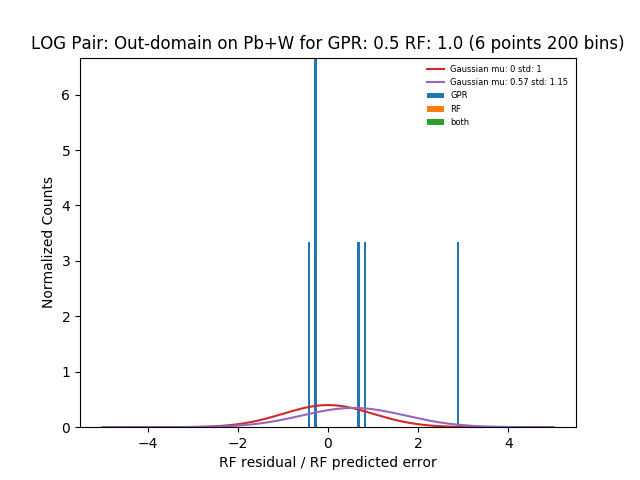 LOG Pair: Out-domain on Pb+W for GPR: 0.5 RF: 1.0 (6 points 200 bins)
Gaussian mu: 0 std: 1
Gaussian mu: 0.57 std: 1.15
GPR
RF
both
Normalized Counts
6
5
4
3
2
1
0
−4
−2
0
2
4
RF residual / RF predicted error